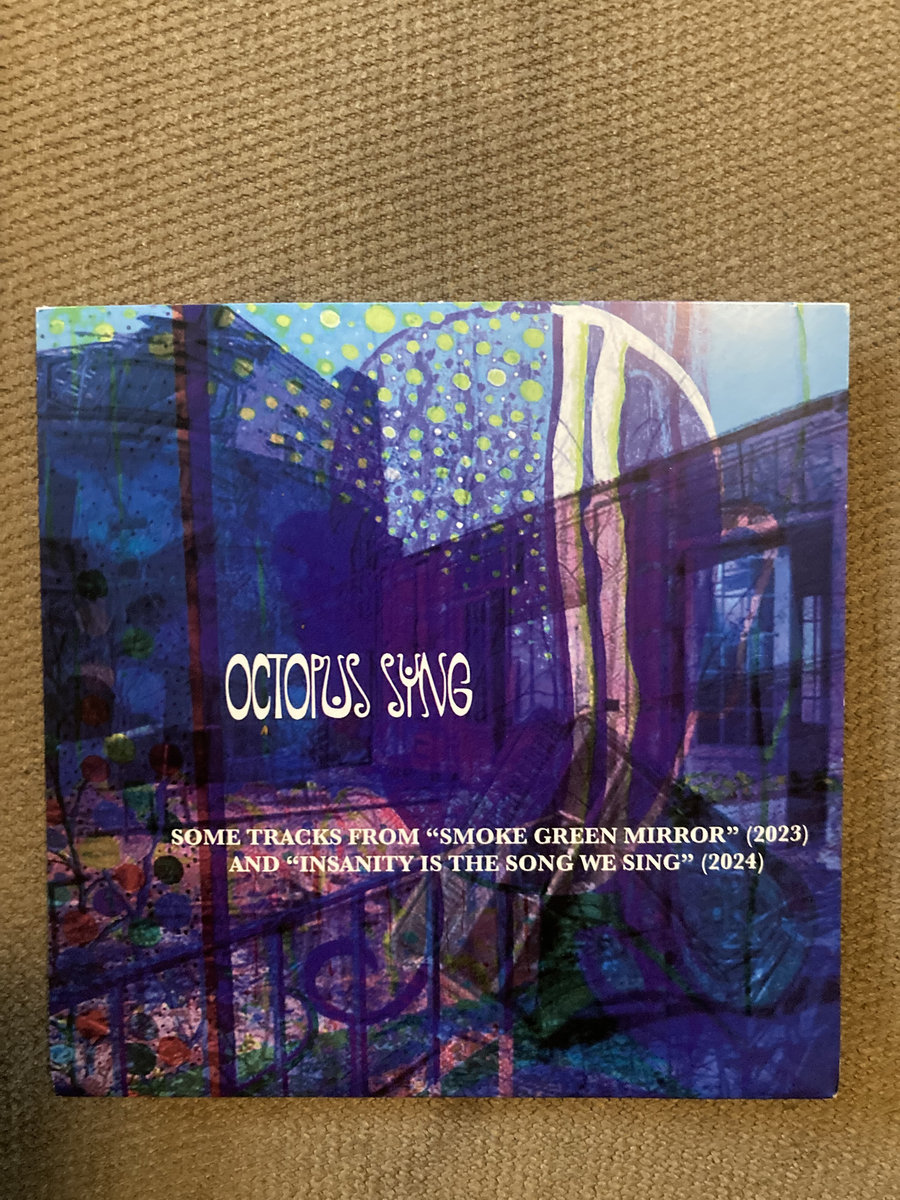 OCTOPUS SYNG
SOME TRACKS FROM “SMOKE GREEN MIRROR” (2023)
AND “INSANITY IS THE SONG WE SING” (2024)